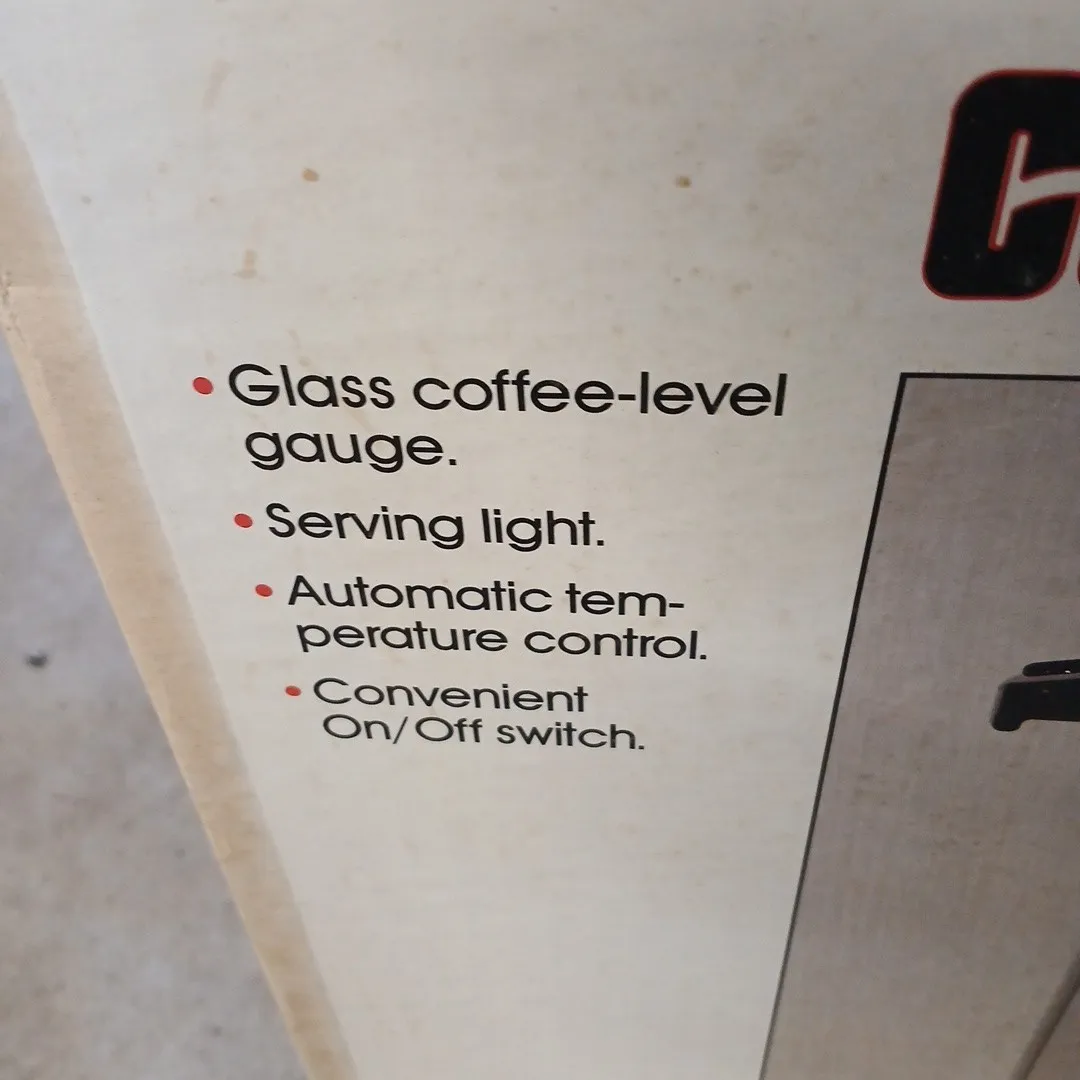 • Glass coffee-level
gauge.
• Serving light.
• Automatic tem-
perature control.
• Convenient
On/Off switch.